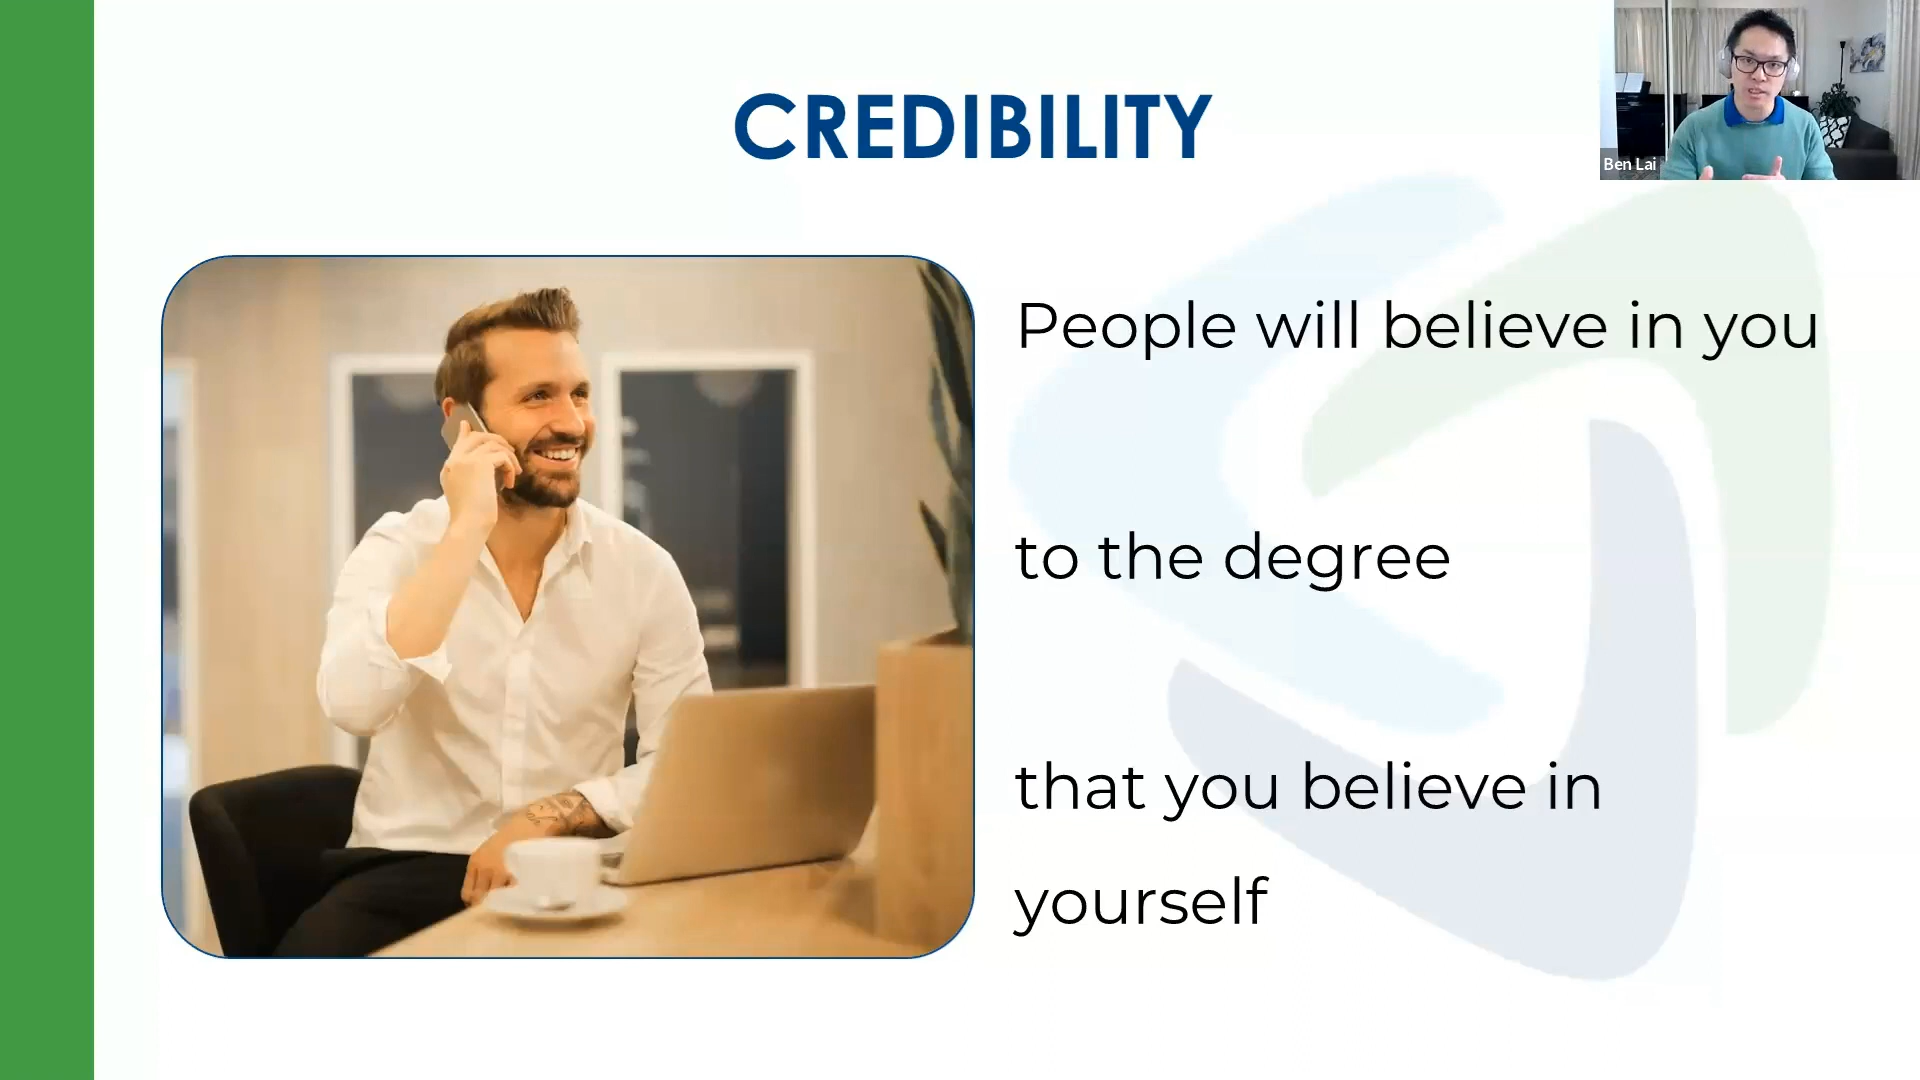 CREDIBILITY
Ben Lai
People will believe in you
to the degree
that you believe in
yourself